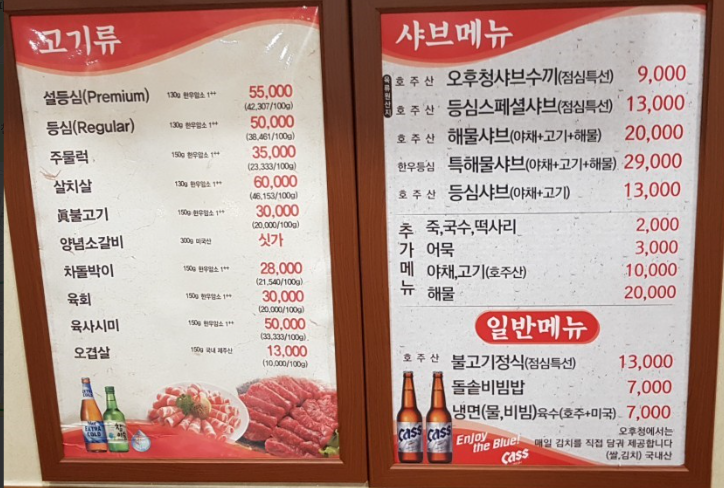 고기류
설등심(Premium) 130g 한우암소 1++ 55,000
(42,307/100g)
등심(Regular) 130g 한우암소 1++ 50,000
(38,461/100g)
주물럭 150g 한우암소 1++ 35,000
(23,333/100g)
살치살 130g 한우암소 1++ 60,000
(46,153/100g)
眞불고기 150g 한우암소 1++ 30,000
(20,000/100g)
양념소갈비 300g 미국산 싯가
차돌박이 150g 한우암소 1++ 28,000
(21,540/100g)
육회 150g 한우암소 1++ 30,000
(20,000/100g)
육사시미 150g 한우암소 1++ 50,000
(33,333/100g)
오겹살 150g 국내 제주산 13,000
(10,000/100g)
샤브메뉴
육류원산지
호주산 오후청샤브수끼(점심특선) 9,000
호주산 등심스페셜샤브(점심특선) 13,000
호주산 해물샤브(야채+고기+해물) 20,000
한우등심 특해물샤브(야채+고기+해물) 29,000
호주산 등심샤브(야채+고기) 13,000
추가메뉴
죽,국수,떡사리 2,000
어묵 3,000
야채,고기(호주산) 10,000
해물 20,000
일반메뉴
호주산 불고기정식(점심특선) 13,000
돌솥비빔밥 7,000
냉면(물,비빔)육수(호주+미국) 7,000
오후청에서는
매일 김치를 직접 담궈 제공합니다
(쌀,김치) 국내산
Enjoy
the Blue!
Cass
Cass
Cass
EXTRA
COLD